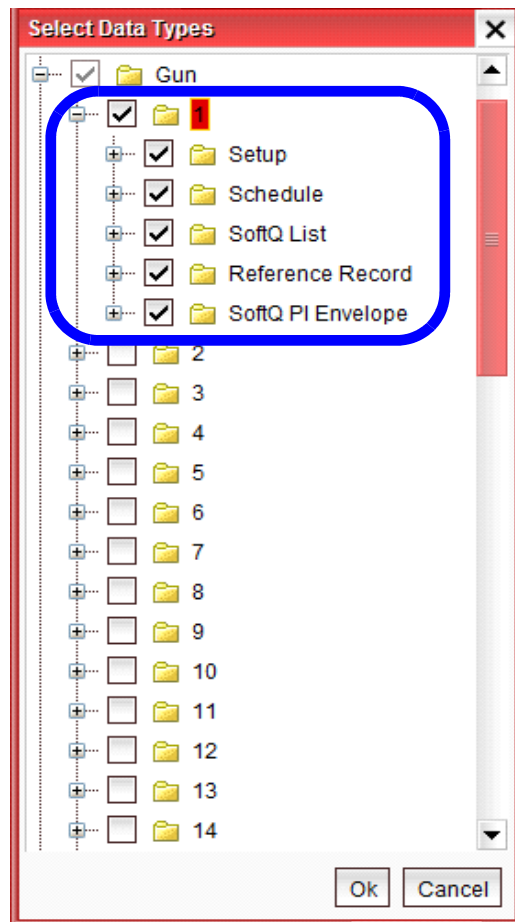 Select Data Types
Gun
1
Setup
Schedule
SoftQ List
Reference Record
SoftQ PI Envelope
2
3
4
5
6
7
8
9
10
11
12
13
14
Ok Cancel